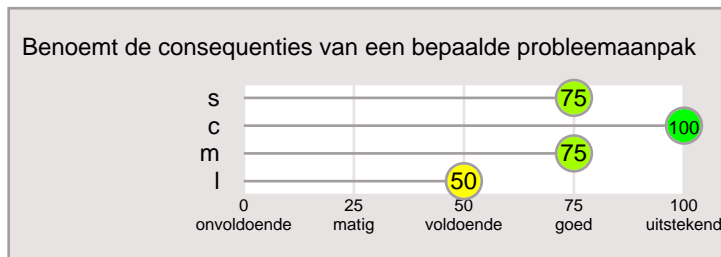 Benoemt de consequenties van een bepaalde probleemaanpak
s 75
c 100
m 75
l 50
0 25 50 75 100
onvoldoende matig voldoende goed uitstekend